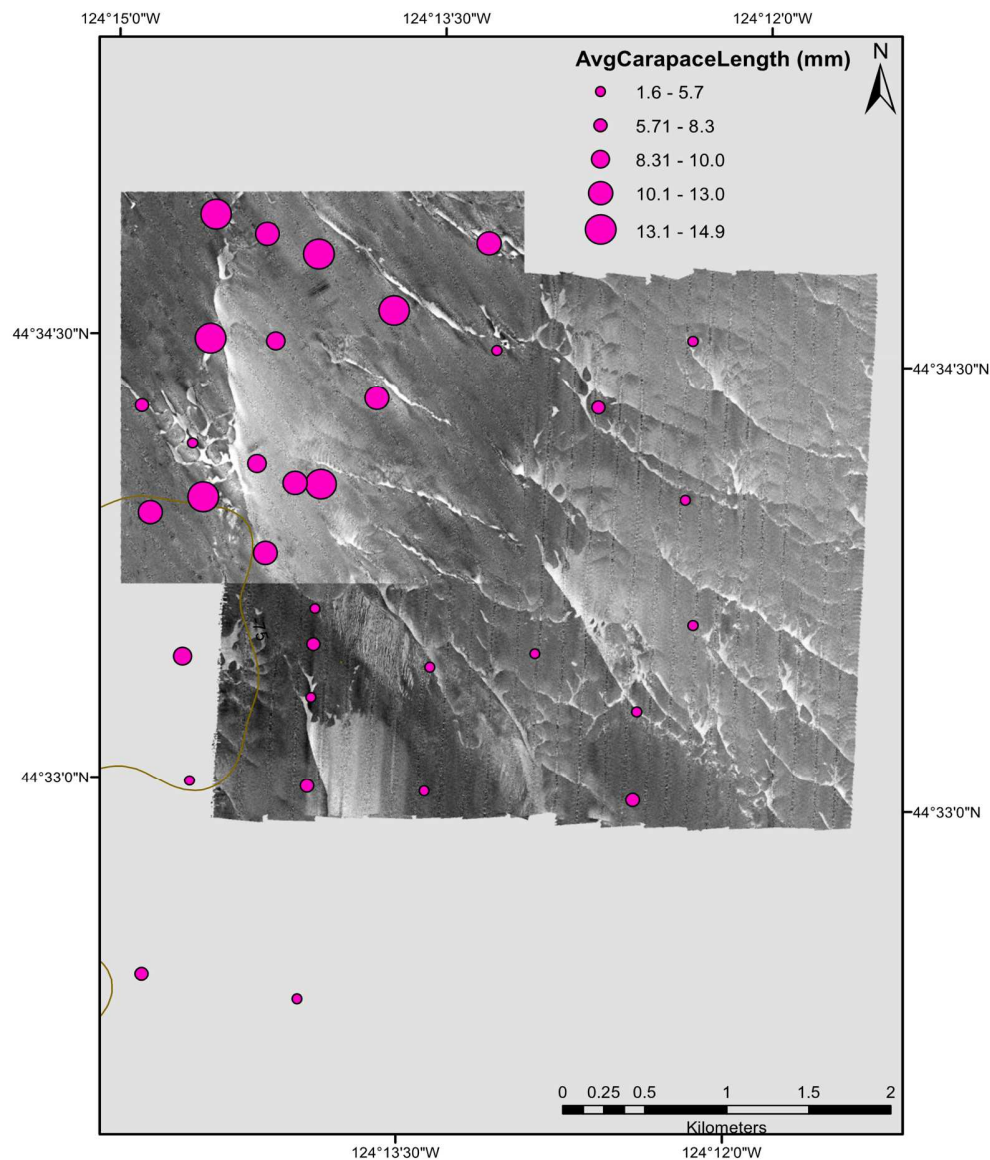 124°15'0"W 124°13'30"W 124°12'0"W
AvgCarapaceLength (mm)
N
1.6 - 5.7
5.71 - 8.3
8.31 - 10.0
10.1 - 13.0
13.1 - 14.9
44°34'30"N
44°34'30"N
75
44°33'0"N
44°33'0"N
0 0.25 0.5 1 1.5 2
Kilometers
124°13'30"W 124°12'0"W